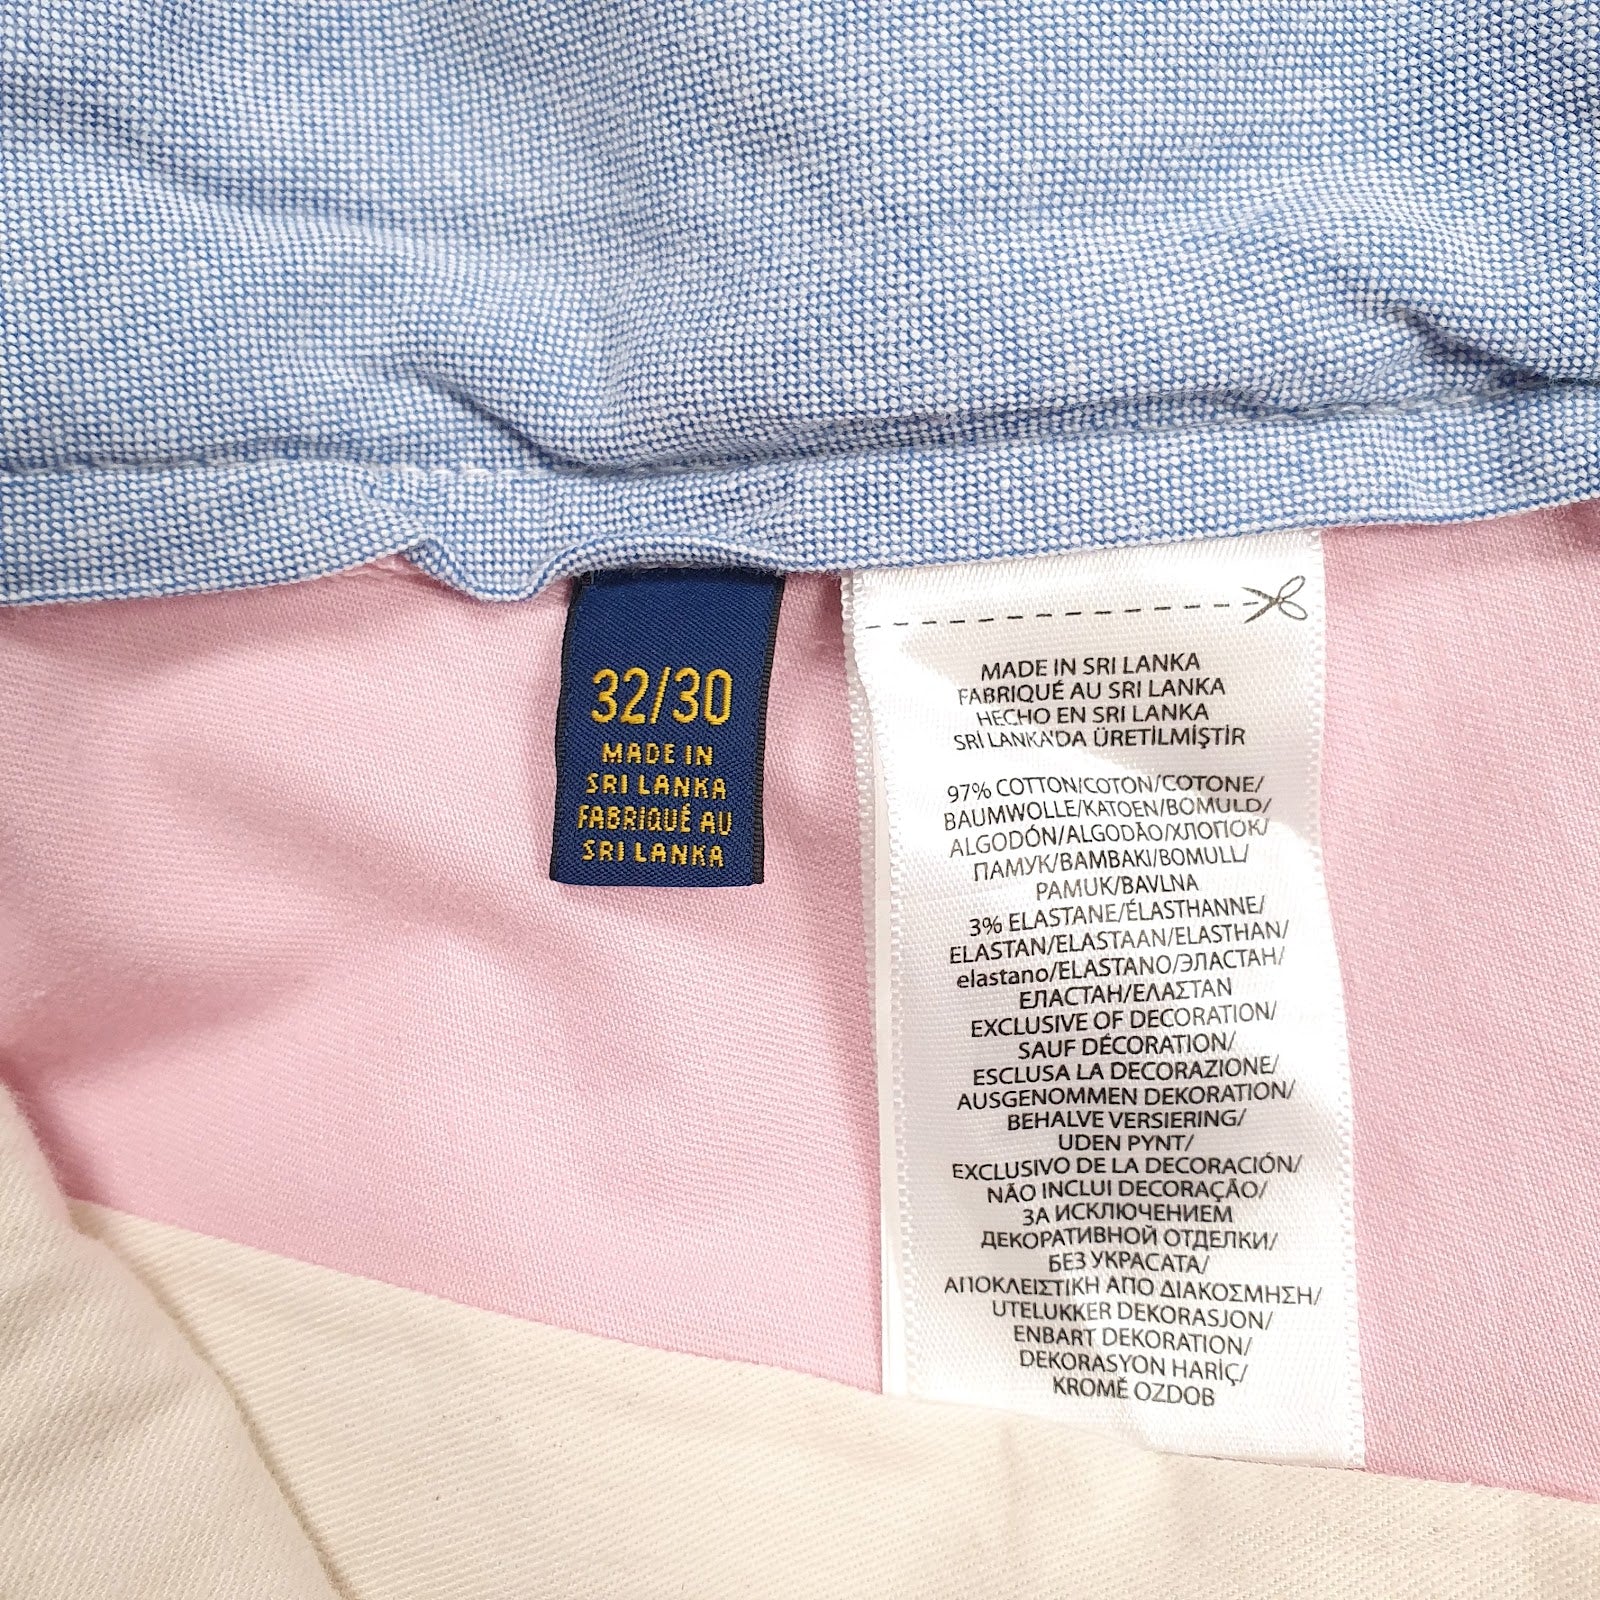 32/30
MADE IN
SRI LANKA
FABRIQUÉ AU
SRI LANKA
MADE IN SRI LANKA
FABRIQUÉ AU SRI LANKA
HECHO EN SRI LANKA
SRİ LANKA'DA ÜRETİLMİŞTİR
97% COTTON/COTON/COTONE/
BAUMWOLLE/KATOEN/BOMULD/
ALGODÓN/ALGODÃO/ХЛОПОК/
ПАМУК/BAMBAKI/BOMULL/
PAMUK/BAVLNA
3% ELASTANE/ÉLASTHANNE/
ELASTAN/ELASTAAN/ELASTHAN/
elastano/ELASTANO/ЭЛАСТАН/
ЕЛАСТАН/ΕΛΑΣΤΑΝ
EXCLUSIVE OF DECORATION/
SAUF DÉCORATION/
ESCLUSA LA DECORAZIONE/
AUSGENOMMEN DEKORATION/
BEHALVE VERSIERING/
UDEN PYNT/
EXCLUSIVO DE LA DECORACIÓN/
NÃO INCLUI DECORAÇÃO/
ЗА ИСКЛЮЧЕНИЕМ
ДЕКОРАТИВНОЙ ОТДЕЛКИ/
БЕЗ УКРАСАТА/
ΑΠΟΚΛΕΙΣΤΙΚΗ ΑΠΟ ΔΙΑΚΟΣΜΗΣΗ/
UTELUKKER DEKORASJON/
ENBART DEKORATION/
DEKORASYON HARİÇ/
KROMĚ OZDOB